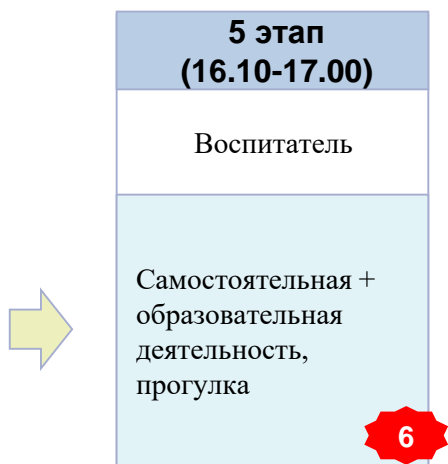 5 этап
(16.10-17.00)
Воспитатель
Самостоятельная +
образовательная
деятельность,
прогулка
6